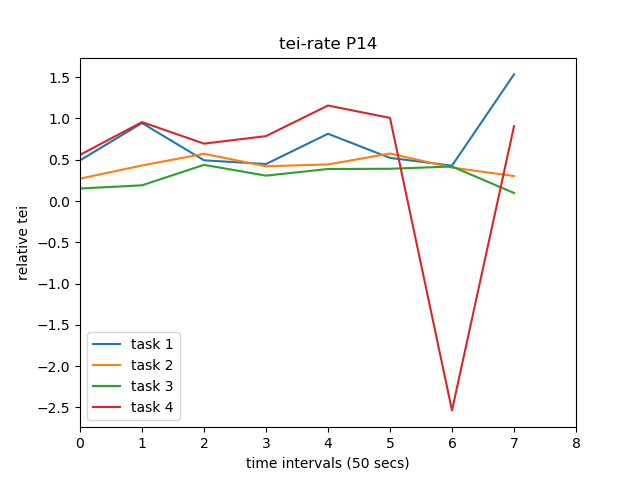 tei-rate P14
relative tei
1.5
1.0
0.5
0.0
−0.5
−1.0
−1.5
−2.0
−2.5
task 1
task 2
task 3
task 4
0 1 2 3 4 5 6 7 8
time intervals (50 secs)